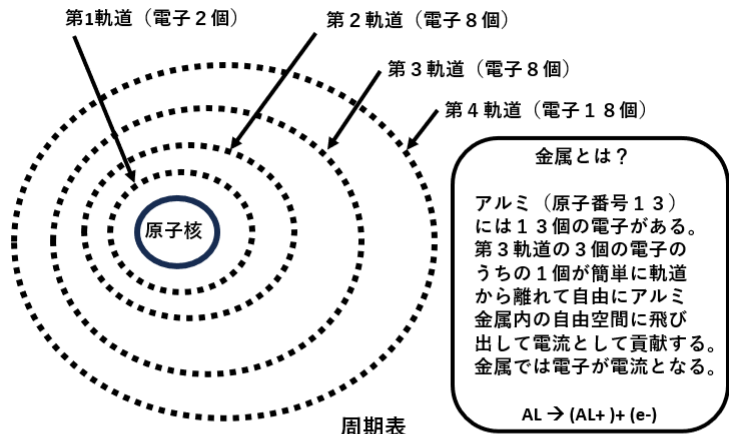 第1軌道（電子２個）
第２軌道（電子８個）
第３軌道（電子８個）
第４軌道（電子１８個）
原子核
金属とは？
アルミ（原子番号１３）
には１３個の電子がある。
第３軌道の３個の電子の
うちの１個が簡単に軌道
から離れて自由にアルミ
金属内の自由空間に飛び
出して電流として貢献する。
金属では電子が電流となる。
AL → (AL+ )+ (e-)
周期表